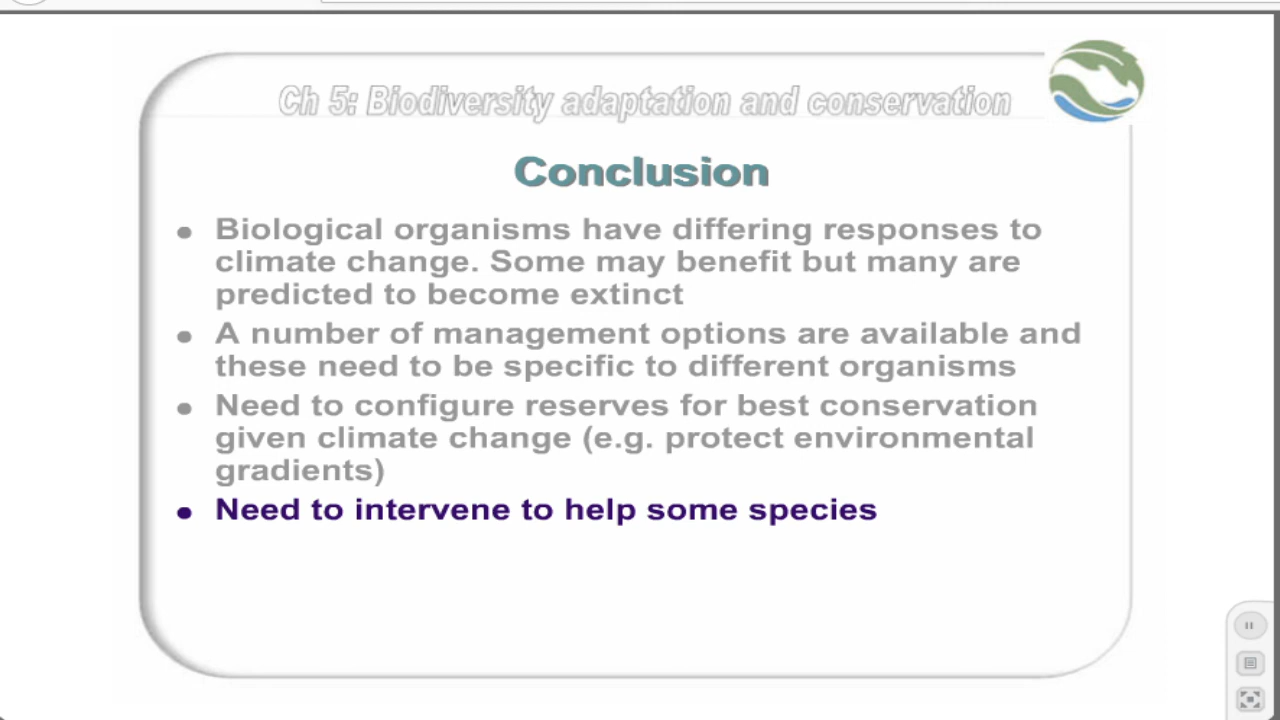 Ch 5: Biodiversity adaptation and conservation
Conclusion
• Biological organisms have differing responses to
climate change. Some may benefit but many are
predicted to become extinct
• A number of management options are available and
these need to be specific to different organisms
• Need to configure reserves for best conservation
given climate change (e.g. protect environmental
gradients)
• Need to intervene to help some species